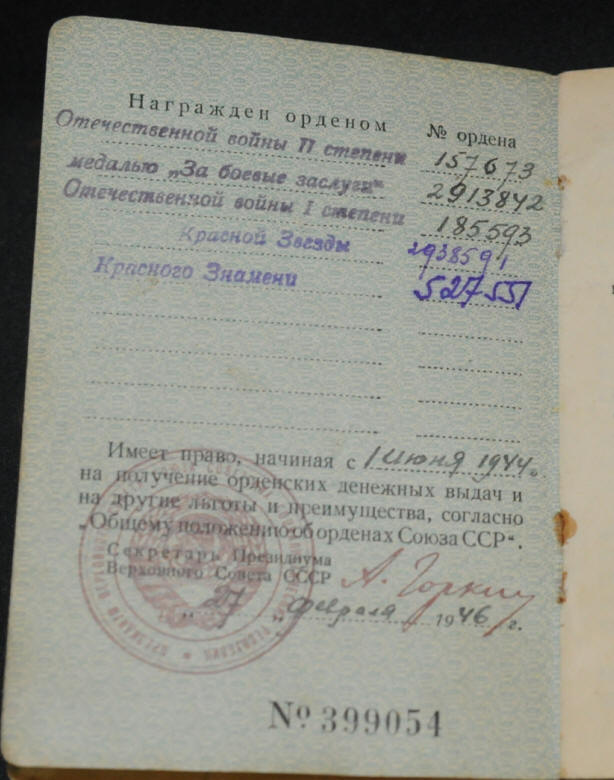 Награжден орденом № ордена
Отечественной войны II степени 157673
медалью „За боевые заслуги“ 2913842
Отечественной войны I степени 185593
Красной Звезды 2938591
Красного Знамени 527551
Имеет право, начиная с 1 июня 1944 г.
на получение орденских денежных выдач и
на другие льготы и преимущества, согласно
„Общему положению об орденах Союза ССР“.
Секретарь Президиума
Верховного Совета СССР А. Горкин
„27„ февраля 1946 г.
№ 399054